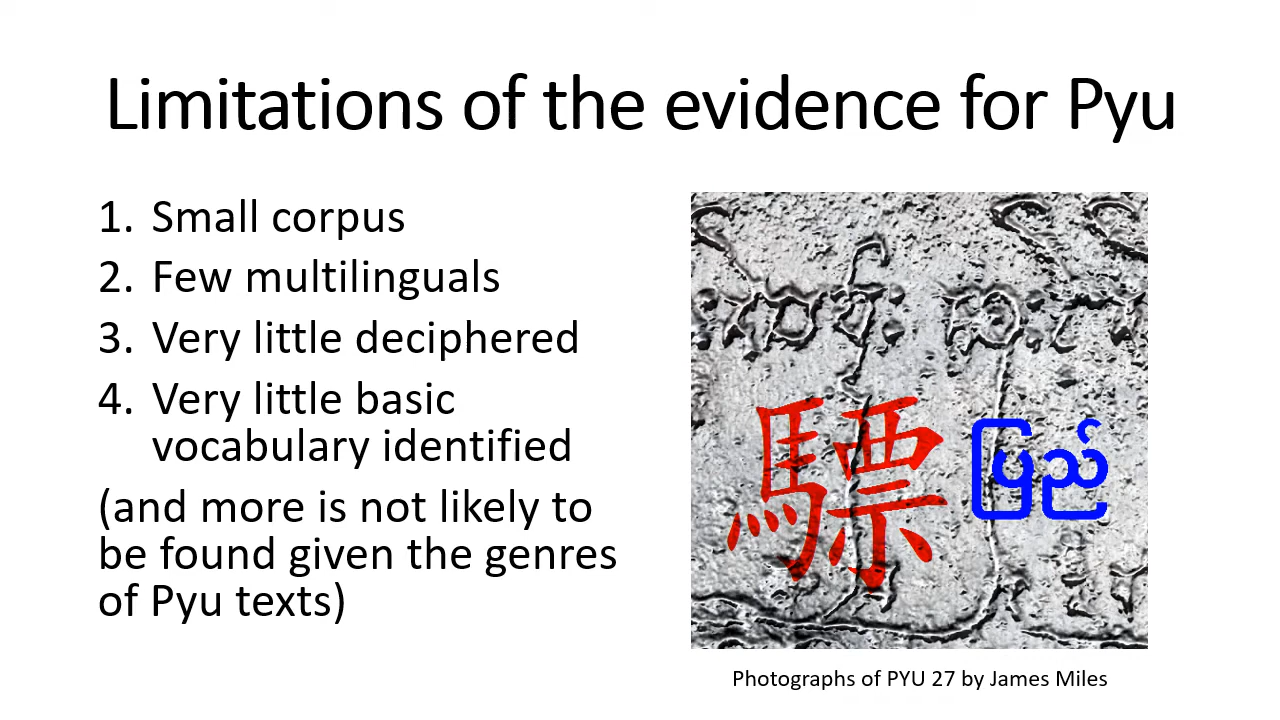 Limitations of the evidence for Pyu
1. Small corpus
2. Few multilinguals
3. Very little deciphered
4. Very little basic
vocabulary identified
(and more is not likely to
be found given the genres
of Pyu texts)
驃 ပြည်
Photographs of PYU 27 by James Miles